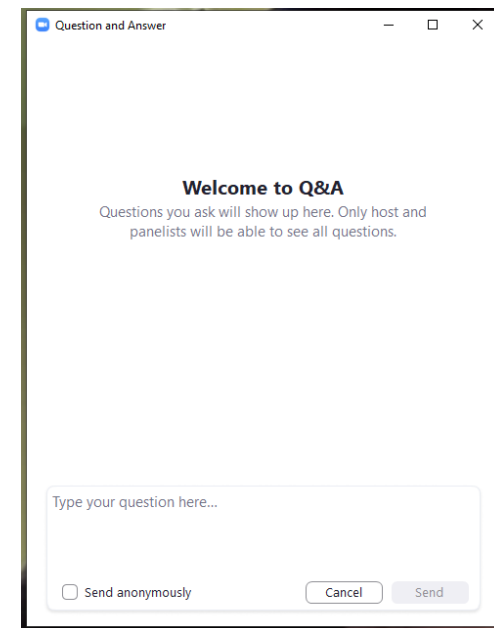 Question and Answer
Welcome to Q&A
Questions you ask will show up here. Only host and
panelists will be able to see all questions.
Type your question here...
Send anonymously
Cancel
Send